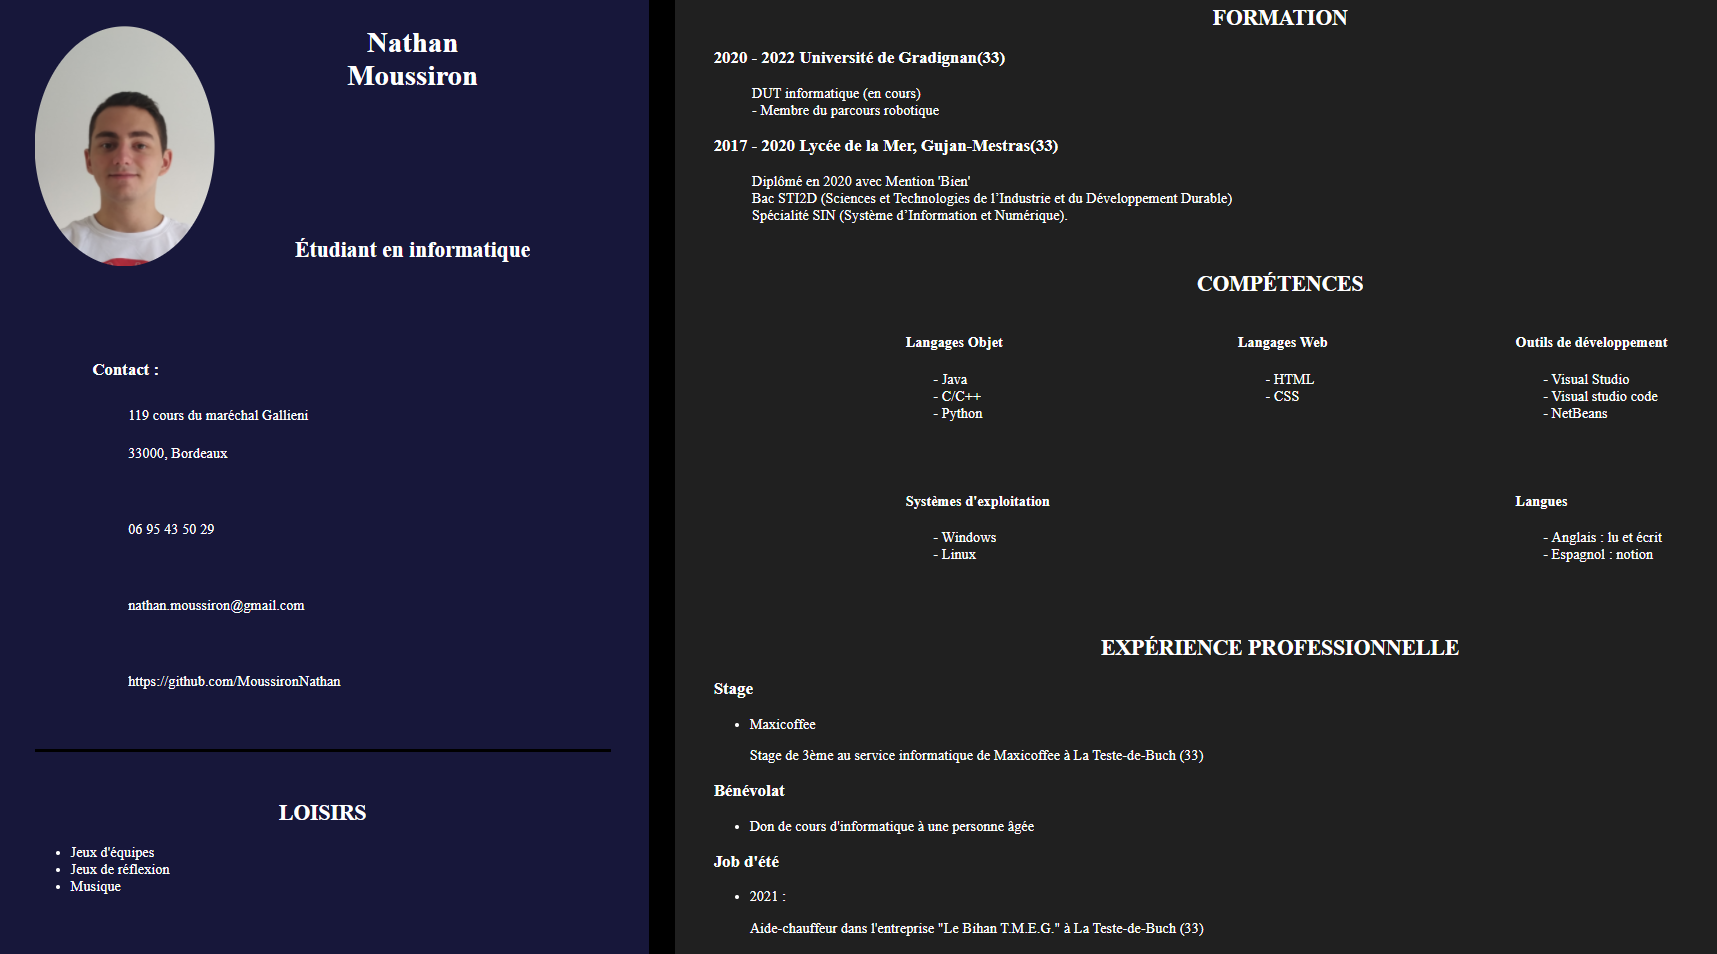 Nathan
Moussiron
Étudiant en informatique
Contact :
119 cours du maréchal Gallieni
33000, Bordeaux
06 95 43 50 29
nathan.moussiron@gmail.com
https://github.com/MoussironNathan
LOISIRS
• Jeux d'équipes
• Jeux de réflexion
• Musique
FORMATION
2020 - 2022 Université de Gradignan(33)
DUT informatique (en cours)
- Membre du parcours robotique
2017 - 2020 Lycée de la Mer, Gujan-Mestras(33)
Diplômé en 2020 avec Mention 'Bien'
Bac STI2D (Sciences et Technologies de l’Industrie et du Développement Durable)
Spécialité SIN (Système d’Information et Numérique).
COMPÉTENCES
Langages Objet
- Java
- C/C++
- Python
Langages Web
- HTML
- CSS
Outils de développement
- Visual Studio
- Visual studio code
- NetBeans
Systèmes d'exploitation
- Windows
- Linux
Langues
- Anglais : lu et écrit
- Espagnol : notion
EXPÉRIENCE PROFESSIONNELLE
Stage
• Maxicoffee
Stage de 3ème au service informatique de Maxicoffee à La Teste-de-Buch (33)
Bénévolat
• Don de cours d'informatique à une personne âgée
Job d'été
• 2021 :
Aide-chauffeur dans l'entreprise "Le Bihan T.M.E.G." à La Teste-de-Buch (33)